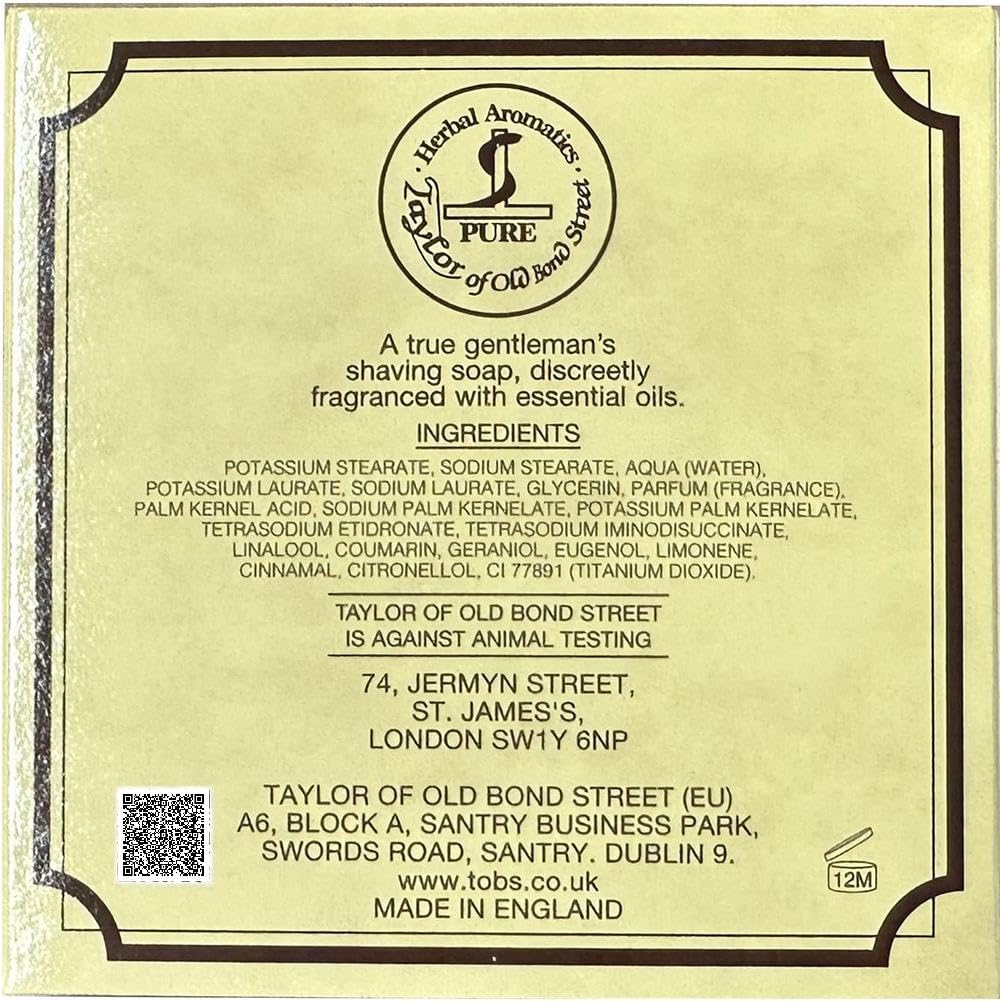 · Herbal Aromatics ·
PURE
Taylor of Old Bond Street
A true gentleman's
shaving soap, discreetly
fragranced with essential oils.
INGREDIENTS
POTASSIUM STEARATE, SODIUM STEARATE, AQUA (WATER),
POTASSIUM LAURATE, SODIUM LAURATE, GLYCERIN, PARFUM (FRAGRANCE),
PALM KERNEL ACID, SODIUM PALM KERNELATE, POTASSIUM PALM KERNELATE,
TETRASODIUM ETIDRONATE, TETRASODIUM IMINODISUCCINATE,
LINALOOL, COUMARIN, GERANIOL, EUGENOL, LIMONENE,
CINNAMAL, CITRONELLOL, CI 77891 (TITANIUM DIOXIDE).
TAYLOR OF OLD BOND STREET
IS AGAINST ANIMAL TESTING
74, JERMYN STREET,
ST. JAMES'S,
LONDON SW1Y 6NP
TAYLOR OF OLD BOND STREET (EU)
A6, BLOCK A, SANTRY BUSINESS PARK,
SWORDS ROAD, SANTRY. DUBLIN 9.
www.tobs.co.uk
MADE IN ENGLAND
12M